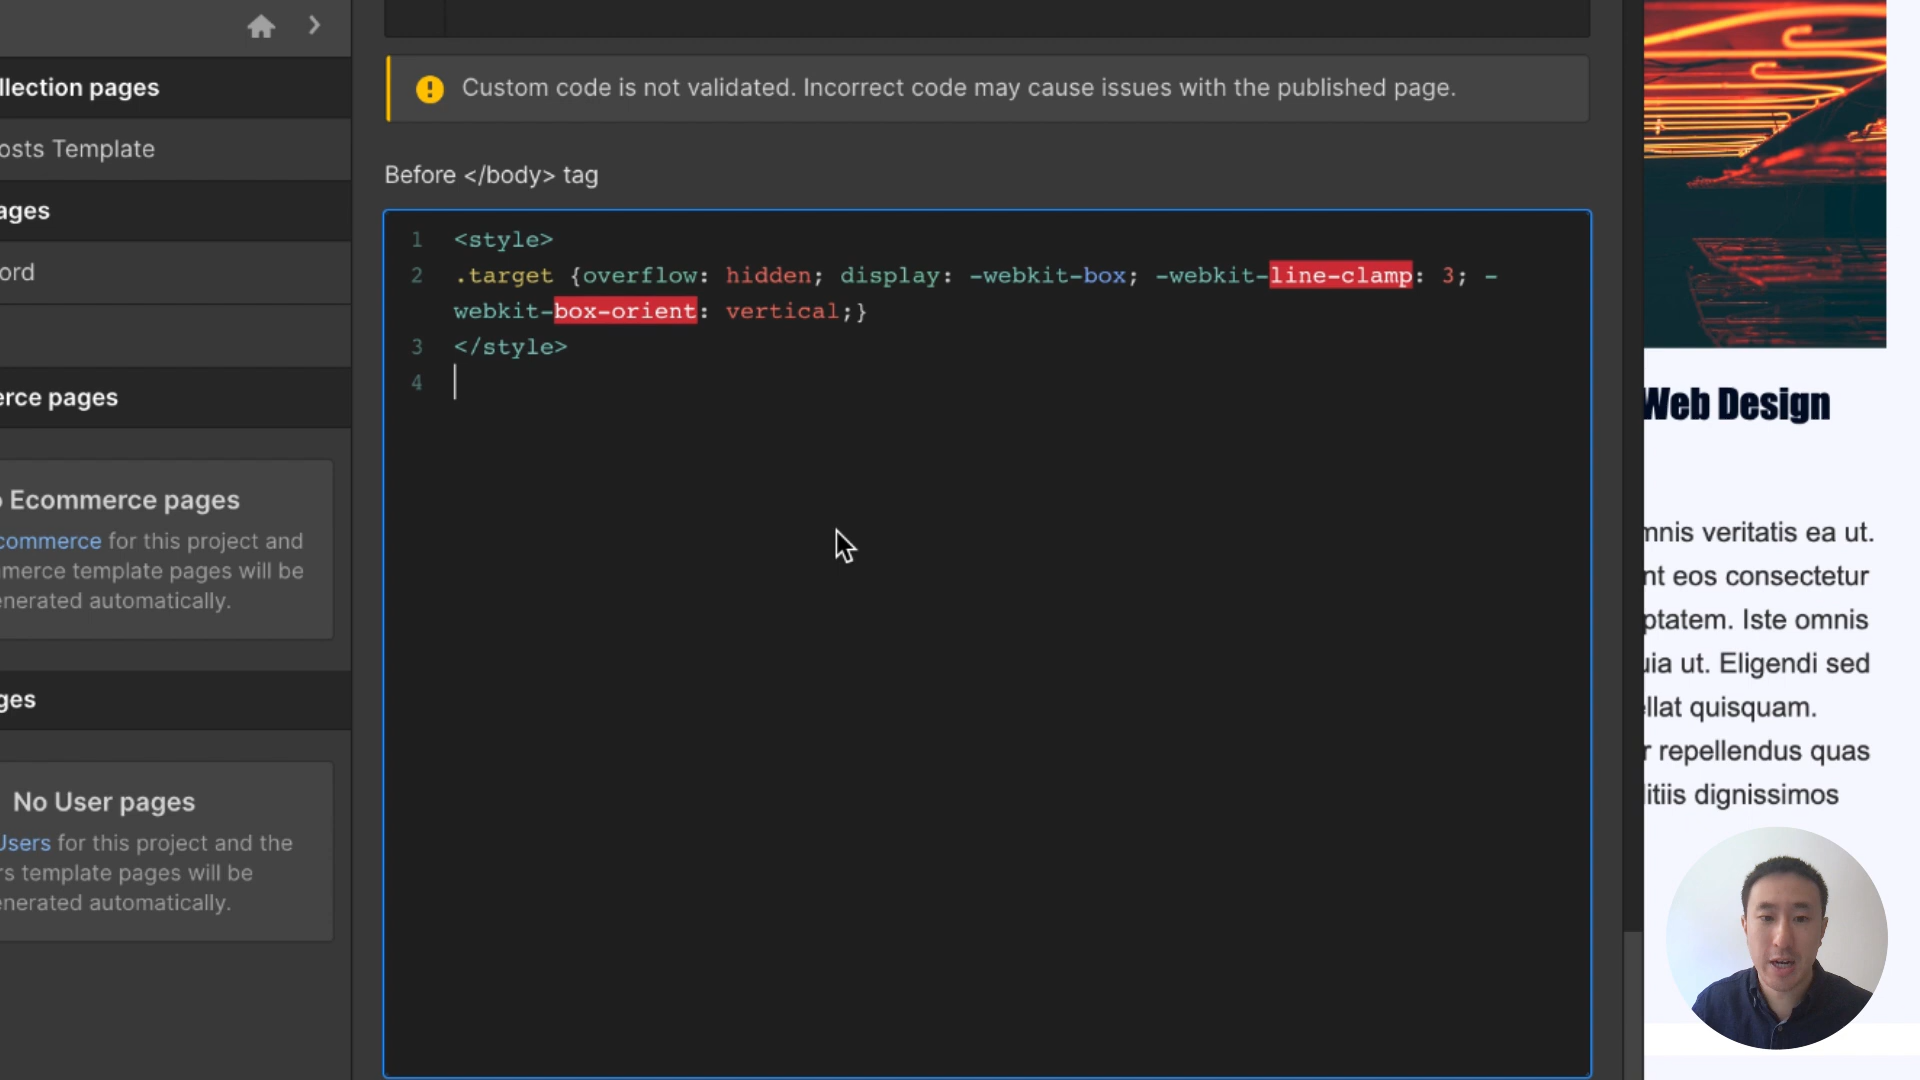 llection pages
osts Template
ages
ord
erce pages
Ecommerce pages
commerce for this project and
merce template pages will be
enerated automatically.
ges
No User pages
Users for this project and the
rs template pages will be
enerated automatically.
Custom code is not validated. Incorrect code may cause issues with the published page.
Before </body> tag
1 <style>
2 .target {overflow: hidden; display: -webkit-box; -webkit-line-clamp: 3; -
webkit-box-orient: vertical;}
3 </style>
4
Web Design
mnis veritatis ea ut.
nt eos consectetur
ptatem. Iste omnis
uia ut. Eligendi sed
ellat quisquam.
r repellendus quas
itiis dignissimos